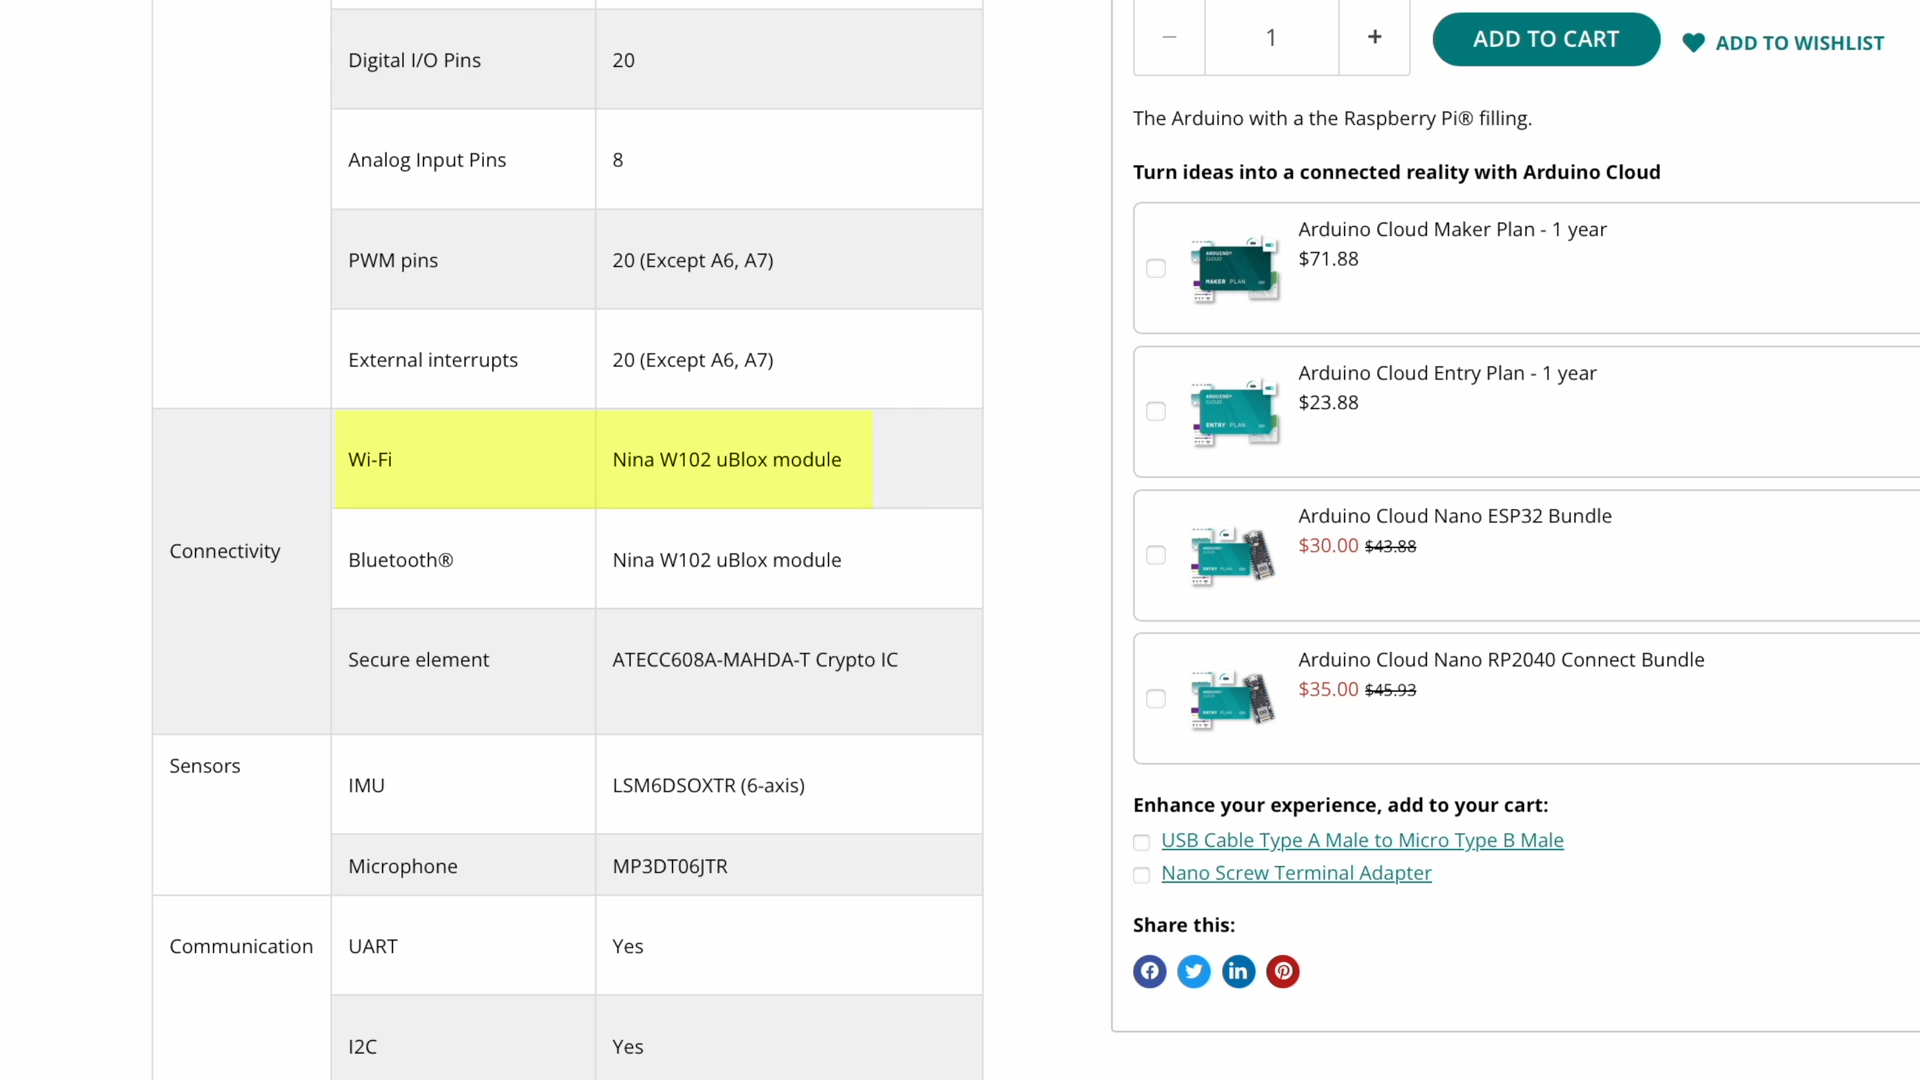 Digital I/O Pins 20
Analog Input Pins 8
PWM pins 20 (Except A6, A7)
External interrupts 20 (Except A6, A7)
Connectivity
Wi-Fi Nina W102 uBlox module
Bluetooth® Nina W102 uBlox module
Secure element ATECC608A-MAHDA-T Crypto IC
Sensors
IMU LSM6DSOXTR (6-axis)
Microphone MP3DT06JTR
Communication UART Yes
I2C Yes
− 1 + ADD TO CART ADD TO WISHLIST
The Arduino with a the Raspberry Pi® filling.
Turn ideas into a connected reality with Arduino Cloud
Arduino Cloud Maker Plan - 1 year
$71.88
MAKER PLAN
Arduino Cloud Entry Plan - 1 year
$23.88
ENTRY PLAN
Arduino Cloud Nano ESP32 Bundle
$30.00 $43.88
Arduino Cloud Nano RP2040 Connect Bundle
$35.00 $45.93
Enhance your experience, add to your cart:
USB Cable Type A Male to Micro Type B Male
Nano Screw Terminal Adapter
Share this: